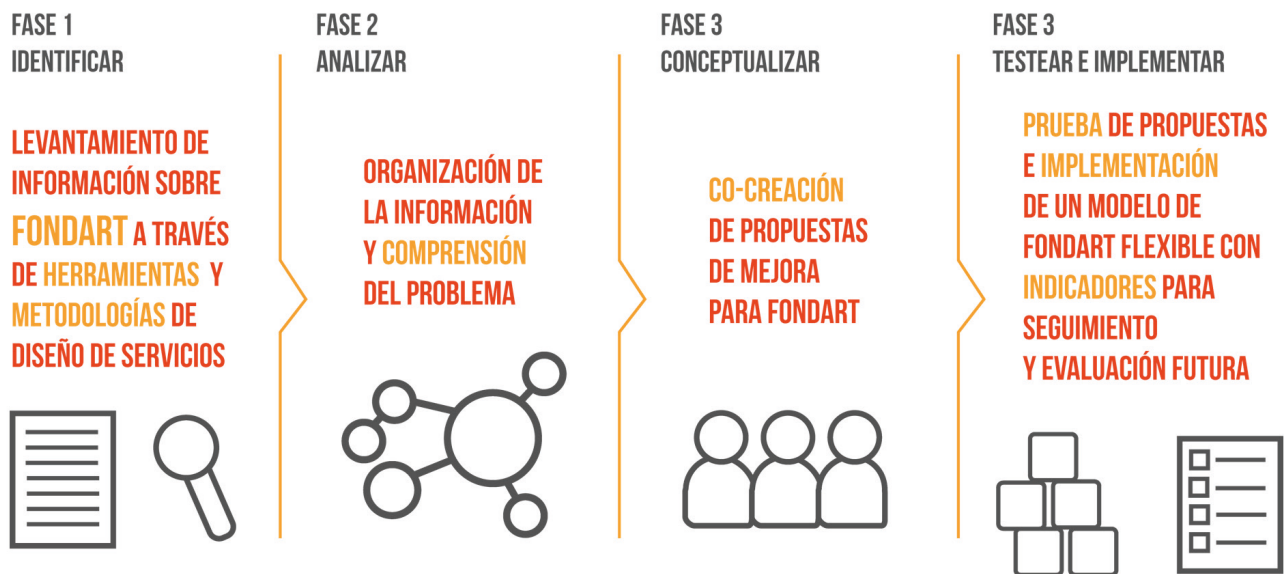 FASE 1
IDENTIFICAR
LEVANTAMIENTO DE
INFORMACIÓN SOBRE
FONDART A TRAVÉS
DE HERRAMIENTAS Y
METODOLOGÍAS DE
DISEÑO DE SERVICIOS
FASE 2
ANALIZAR
ORGANIZACIÓN DE
LA INFORMACIÓN
Y COMPRENSIÓN
DEL PROBLEMA
FASE 3
CONCEPTUALIZAR
CO-CREACIÓN
DE PROPUESTAS
DE MEJORA
PARA FONDART
FASE 3
TESTEAR E IMPLEMENTAR
PRUEBA DE PROPUESTAS
E IMPLEMENTACIÓN
DE UN MODELO DE
FONDART FLEXIBLE CON
INDICADORES PARA
SEGUIMIENTO
Y EVALUACIÓN FUTURA